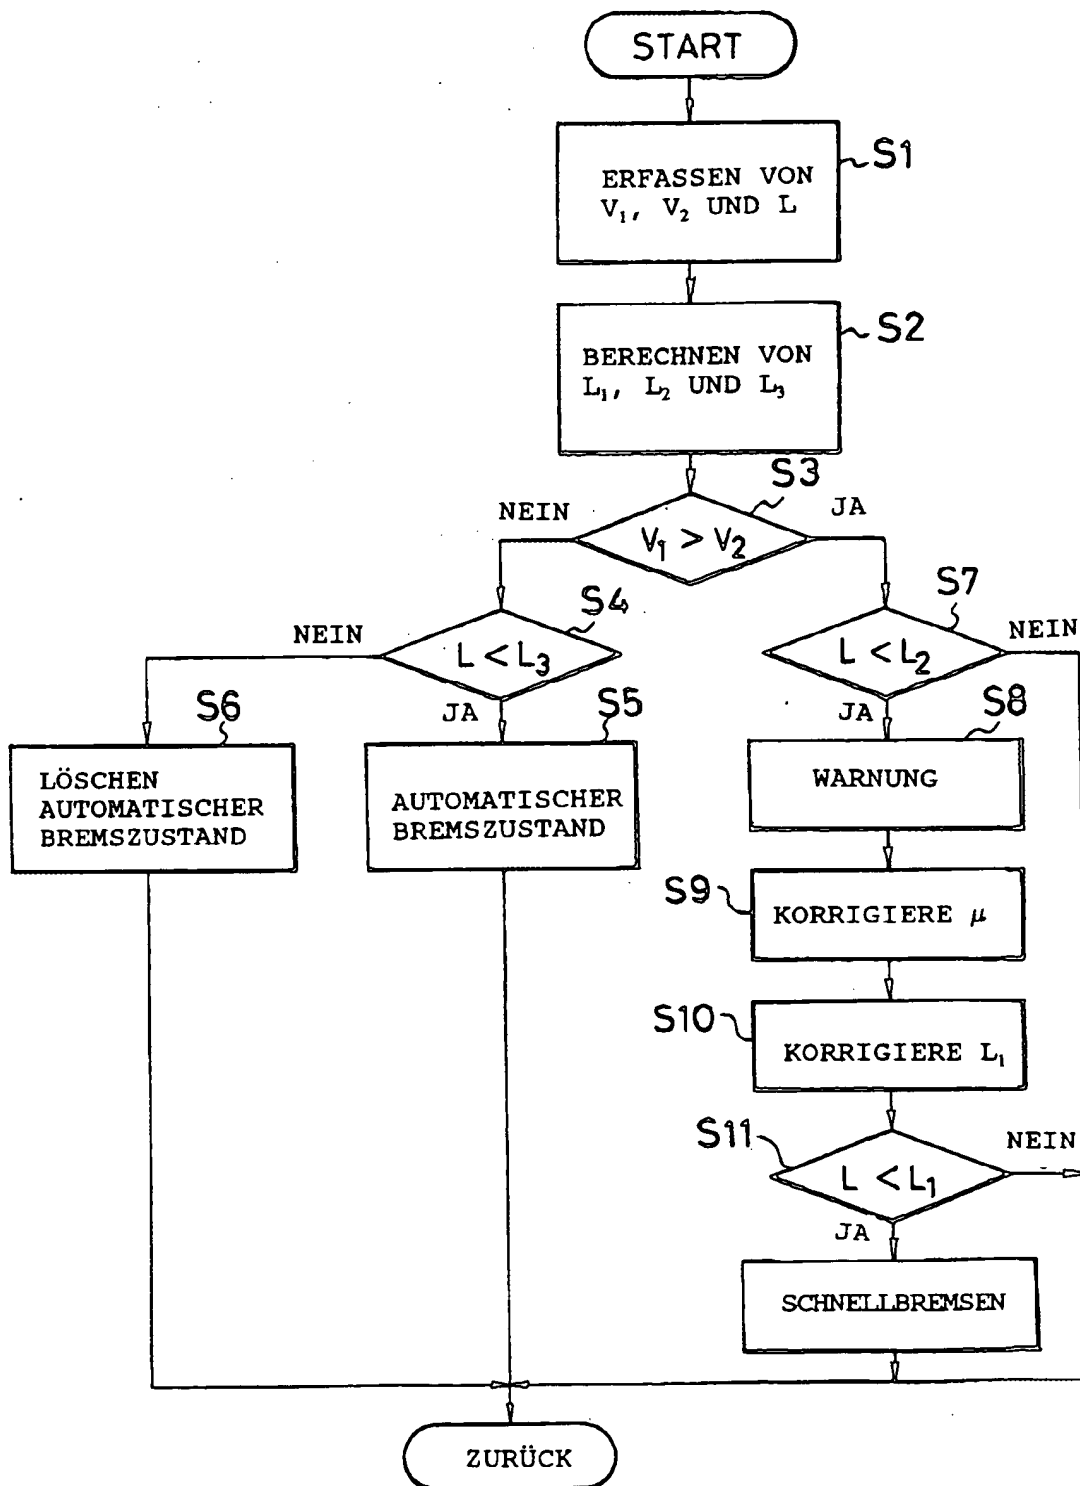 START
S1
ERFASSEN VON
V₁, V₂ UND L
S2
BERECHNEN VON
L₁, L₂ UND L₃
S3
NEIN
JA
V₁ > V₂
S4
NEIN
L < L₃
JA
S7
NEIN
L < L₂
JA
S6
LÖSCHEN
AUTOMATISCHER
BREMSZUSTAND
S5
AUTOMATISCHER
BREMSZUSTAND
S8
WARNUNG
S9
KORRIGIERE μ
S10
KORRIGIERE L₁
S11
NEIN
L < L₁
JA
SCHNELLBREMSEN
ZURÜCK